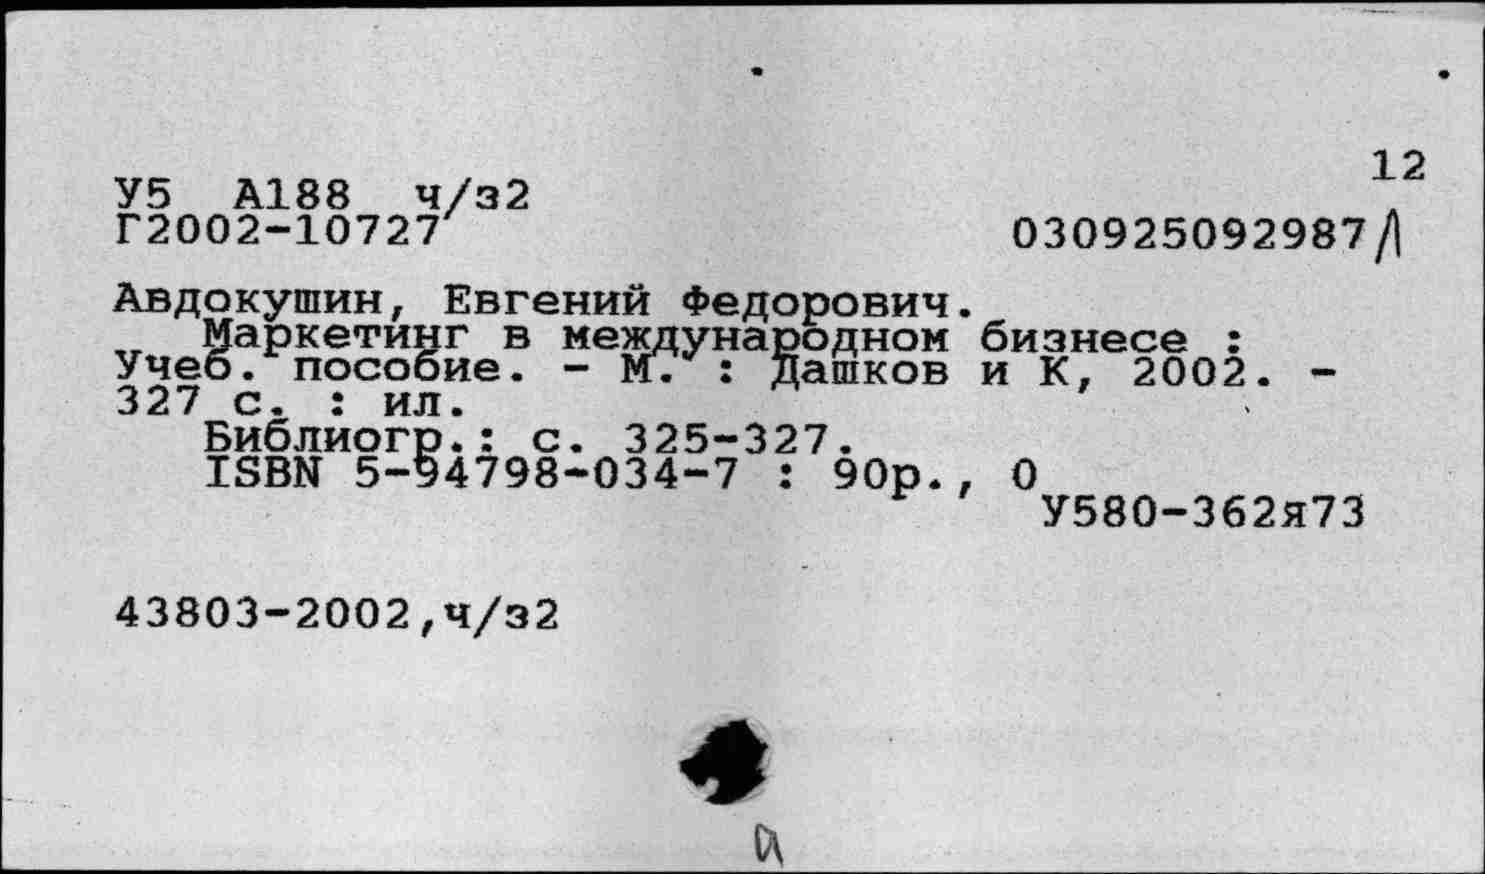 12
У5 А188 ч/з2
Г2002-10727 030925092987Л
Авдокушин, Евгений Федорович.
Маркетинг в международном бизнесе :
Учеб. пособие. - М. : Дашков и К, 2002. -
327 с. : ил.
Библиогр.: с. 325-327.
ISBN 5-94798-034-7 : 90р., 0
У580-362я73
43803-2002,ч/з2